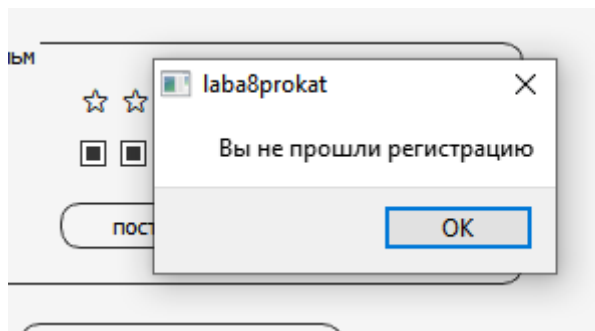 ьм
laba8prokat
Вы не прошли регистрацию
пост
OK